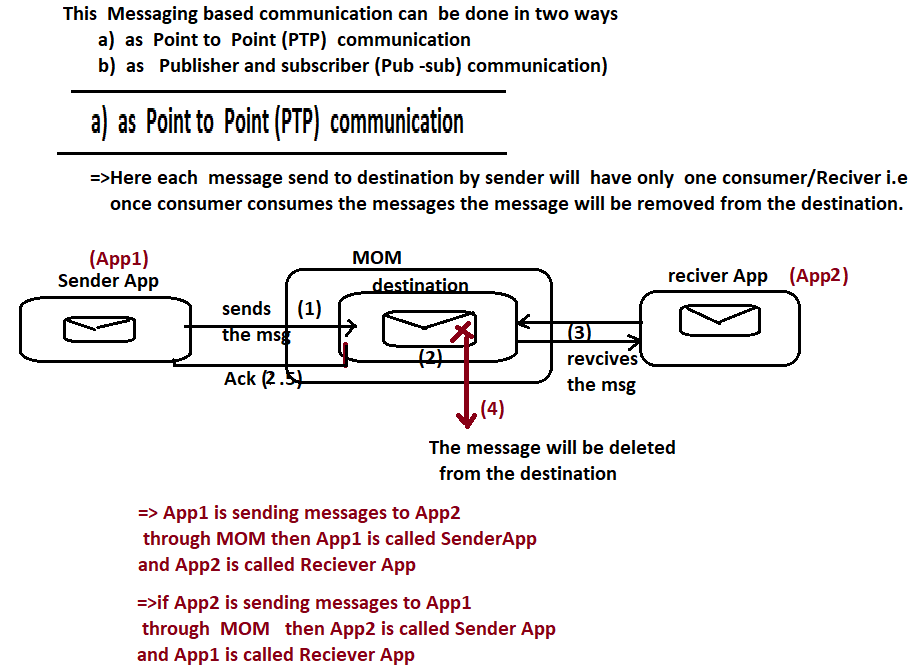 This Messaging based communication can be done in two ways
a) as Point to Point (PTP) communication
b) as Publisher and subscriber (Pub -sub) communication)
a) as Point to Point (PTP) communication
=>Here each message send to destination by sender will have only one consumer/Reciver i.e
once consumer consumes the messages the message will be removed from the destination.
(App1)
Sender App
MOM
destination
reciver App (App2)
sends (1)
the msg
(2)
(3)
revcives
the msg
Ack (2 .5)
(4)
The message will be deleted
from the destination
=> App1 is sending messages to App2
through MOM then App1 is called SenderApp
and App2 is called Reciever App
=>if App2 is sending messages to App1
through MOM then App2 is called Sender App
and App1 is called Reciever App